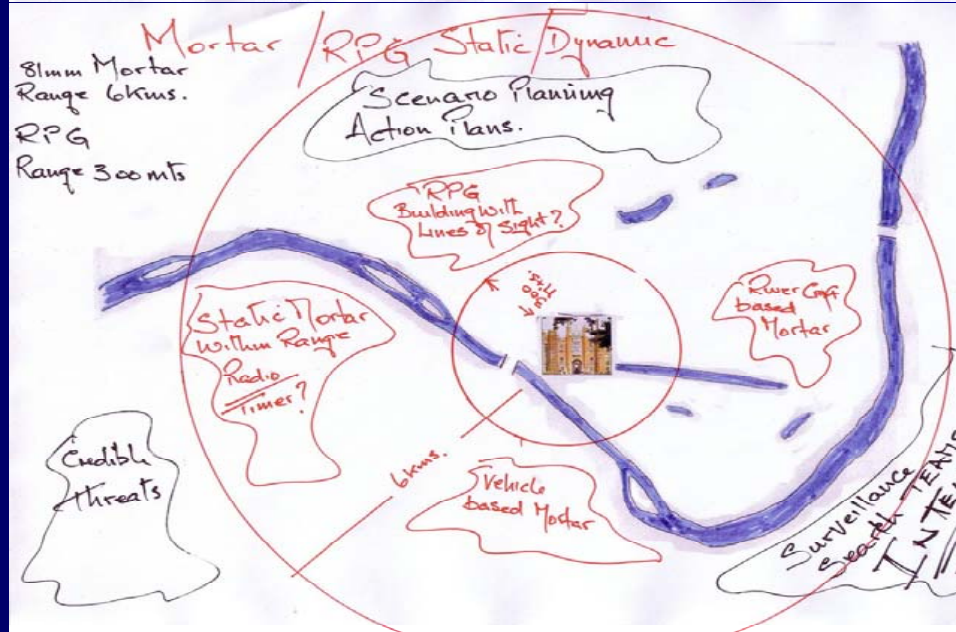 Mortar / RPG Static / Dynamic
81mm Mortar
Range 6kms.
RPG
Range 300mts
Scenario Planning
Action Plans.
RPG
Building with
Lines of Sight?
300
mts.
River Craft
based
Mortar
Static Mortar
Within Range
Radio
Timer?
6kms.
Credible
threats
Vehicle
based Mortar
Surveillance
Search TEAMS